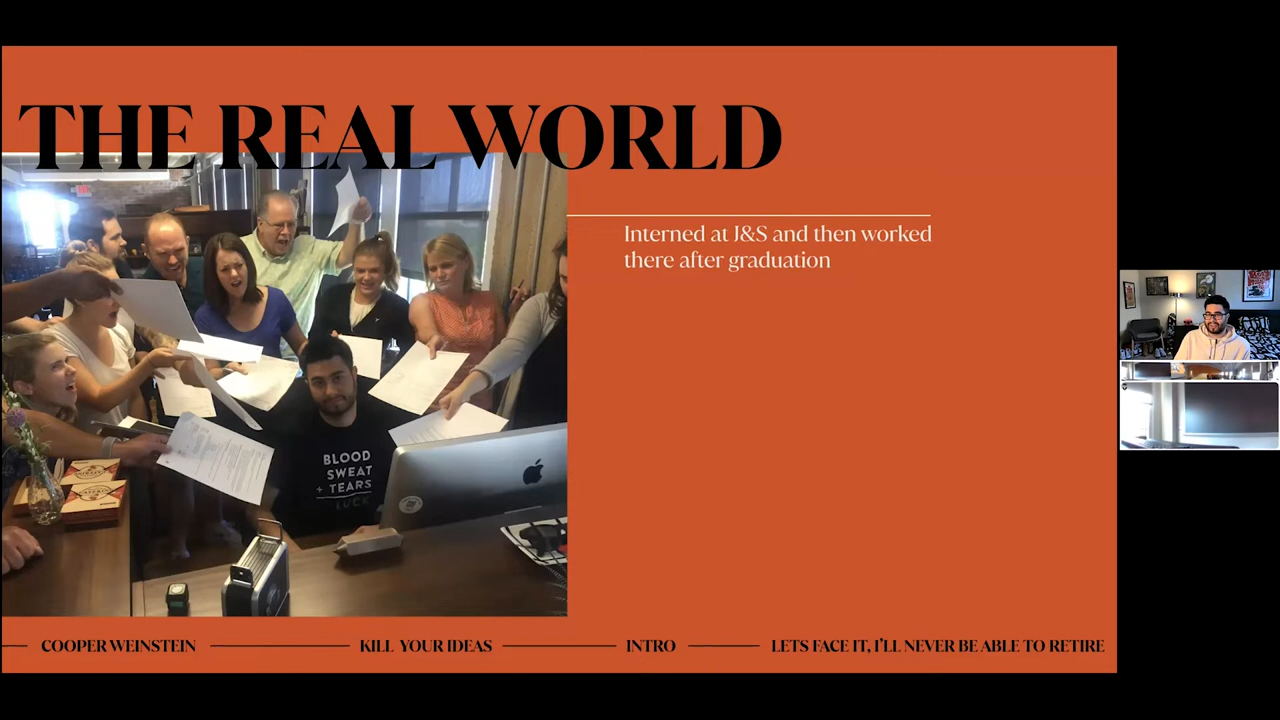 THE REAL WORLD
Interned at J&S and then worked
there after graduation
BLOOD
SWEAT
+ TEARS
LUCK
COOPER WEINSTEIN
KILL YOUR IDEAS
INTRO
LETS FACE IT, I'LL NEVER BE ABLE TO RETIRE